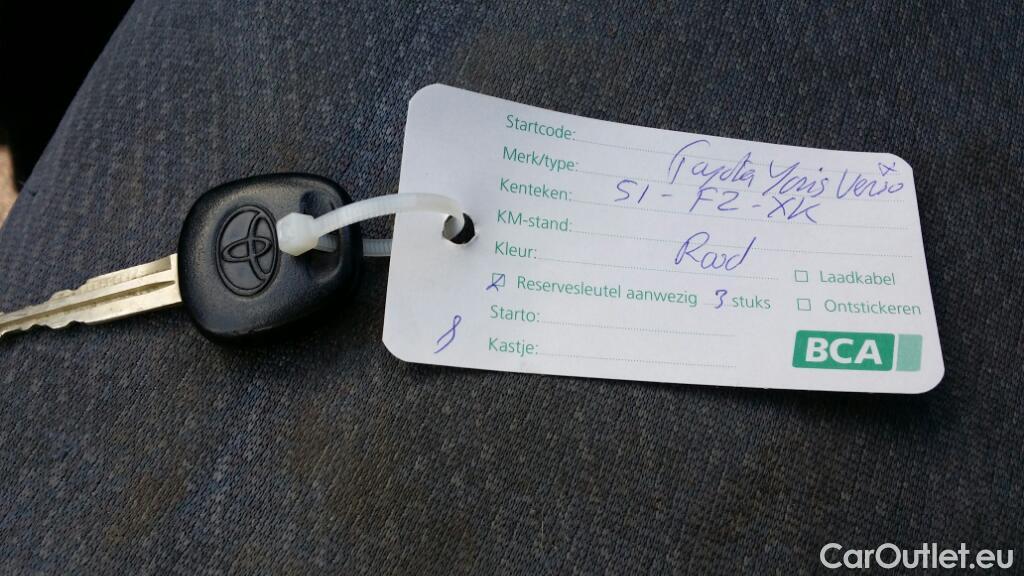 Startcode:
Merk/type: Toyota Yaris Verso
Kenteken: 51-FZ-XK
KM-stand:
Kleur: Rood
Laadkabel
Reservesleutel aanwezig 3 stuks
Ontstickeren
Starto:
Kastje:
8
BCA
CarOutlet.eu